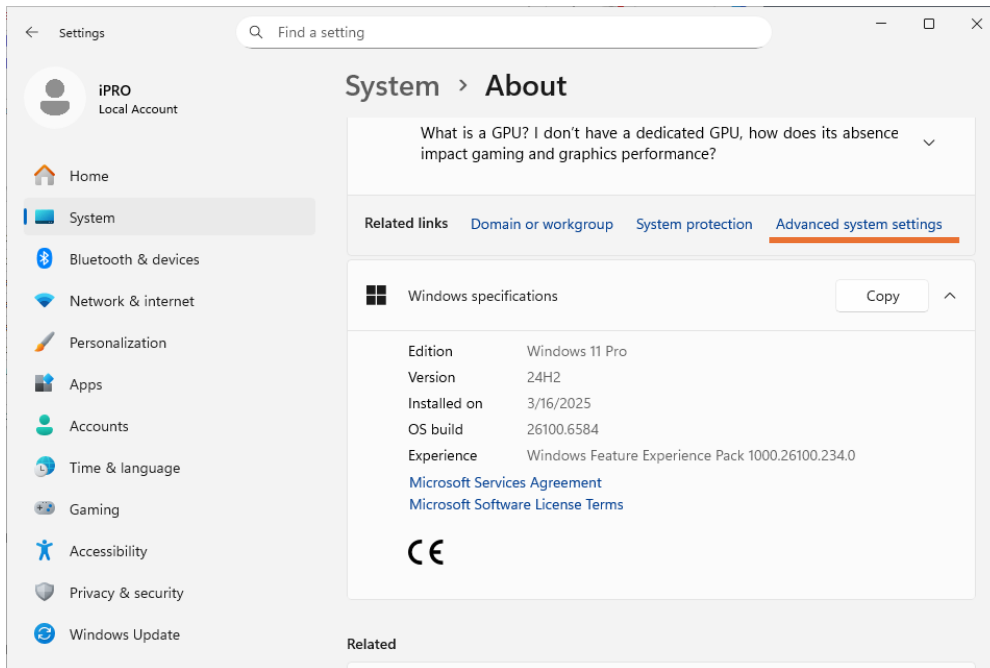 Settings
Find a setting
iPRO
Local Account
Home
System
Bluetooth & devices
Network & internet
Personalization
Apps
Accounts
Time & language
Gaming
Accessibility
Privacy & security
Windows Update
System > About
What is a GPU? I don't have a dedicated GPU, how does its absence
impact gaming and graphics performance?
Related links Domain or workgroup System protection Advanced system settings
Windows specifications Copy
Edition Windows 11 Pro
Version 24H2
Installed on 3/16/2025
OS build 26100.6584
Experience Windows Feature Experience Pack 1000.26100.234.0
Microsoft Services Agreement
Microsoft Software License Terms
CE
Related